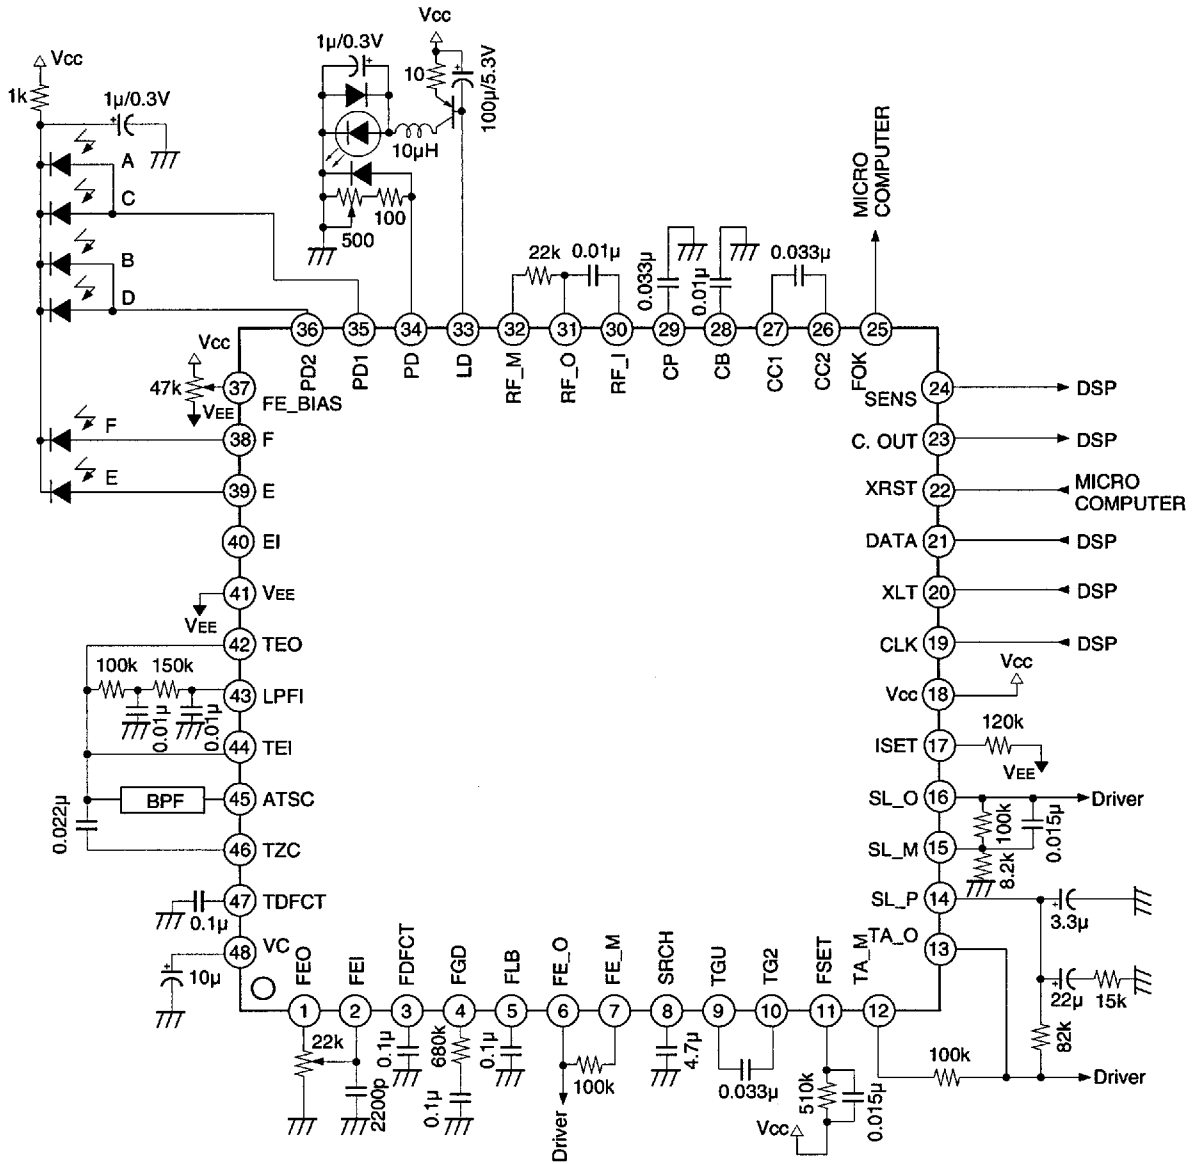 Vcc
1k
1µ/0.3V
A
C
B
D
1µ/0.3V
Vcc
10
100µ/5.3V
10µH
100
500
22k
0.01µ
0.033µ
0.01µ
0.033µ
MICRO
COMPUTER
36
35
34
33
32
31
30
29
28
27
26
25
PD2
PD1
PD
LD
RF_M
RF_O
RF_I
CP
CB
CC1
CC2
FOK
Vcc
47k
VEE
37
FE_BIAS
F
38
F
E
39
E
40
EI
41
VEE
VEE
42
TEO
100k
150k
43
LPFI
0.01µ
0.01µ
44
TEI
BPF
45
ATSC
0.022µ
46
TZC
47
TDFCT
0.1µ
48
VC
10µ
SENS
24
DSP
C. OUT
23
DSP
XRST
22
MICRO
COMPUTER
DATA
21
DSP
XLT
20
DSP
CLK
19
DSP
Vcc
18
Vcc
ISET
17
120k
VEE
SL_O
16
Driver
100k
0.015µ
SL_M
15
8.2k
SL_P
14
3.3µ
TA_O
13
22µ
15k
82k
FEO
FEI
FDFCT
FGD
FLB
FE_O
FE_M
SRCH
TGU
TG2
FSET
TA_M
1
2
3
4
5
6
7
8
9
10
11
12
22k
2200p
0.1µ
680k
0.1µ
0.1µ
100k
Driver
4.7µ
0.033µ
510k
0.015µ
Vcc
100k
Driver